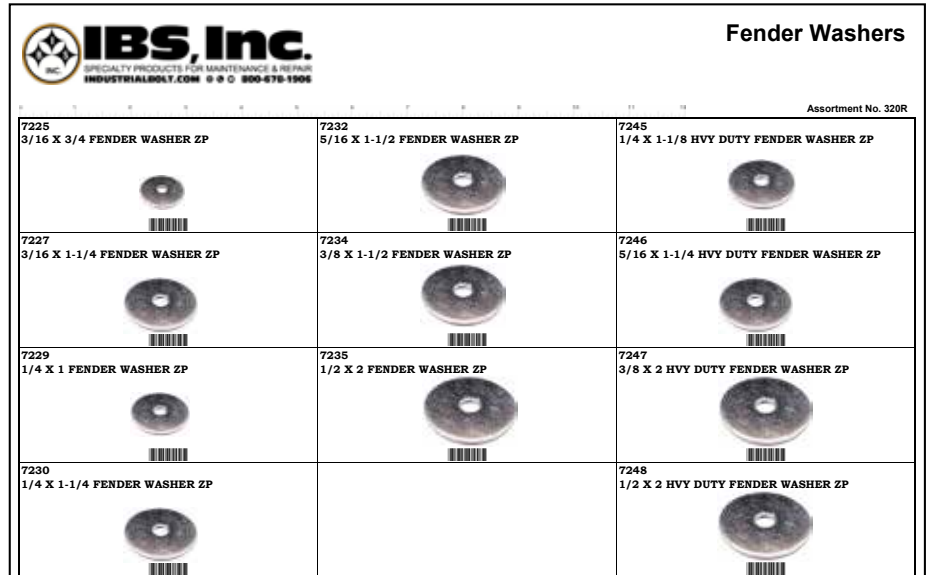 IBS, Inc.
INC.
SPECIALTY PRODUCTS FOR MAINTENANCE & REPAIR
INDUSTRIALBOLT.COM 800-678-1906
Fender Washers
Assortment No. 320R
7225
3/16 X 3/4 FENDER WASHER ZP
7232
5/16 X 1-1/2 FENDER WASHER ZP
7245
1/4 X 1-1/8 HVY DUTY FENDER WASHER ZP
7227
3/16 X 1-1/4 FENDER WASHER ZP
7234
3/8 X 1-1/2 FENDER WASHER ZP
7246
5/16 X 1-1/4 HVY DUTY FENDER WASHER ZP
7229
1/4 X 1 FENDER WASHER ZP
7235
1/2 X 2 FENDER WASHER ZP
7247
3/8 X 2 HVY DUTY FENDER WASHER ZP
7230
1/4 X 1-1/4 FENDER WASHER ZP
7248
1/2 X 2 HVY DUTY FENDER WASHER ZP